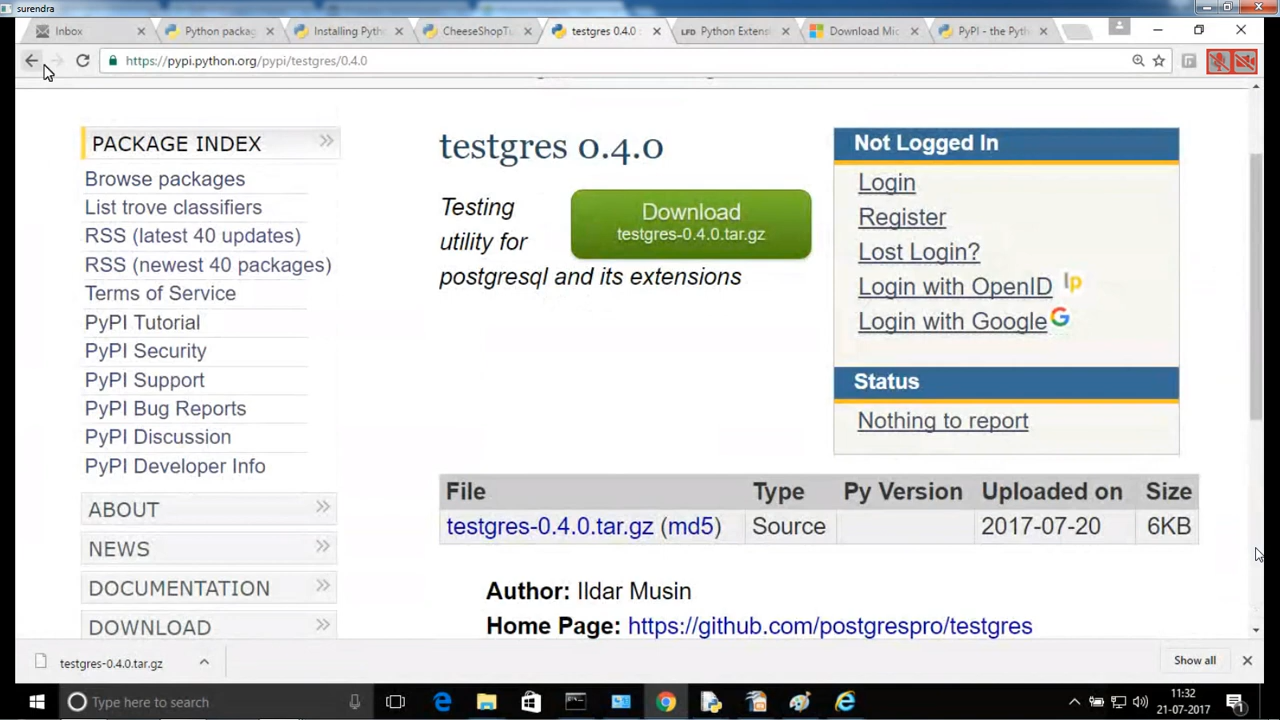 surendra
Inbox
Python packag
Installing Pytho
CheeseShopTu
testgres 0.4.0 :
LFD Python Extensi
Download Mic
PyPI - the Pyth
https://pypi.python.org/pypi/testgres/0.4.0
PACKAGE INDEX
Browse packages
List trove classifiers
RSS (latest 40 updates)
RSS (newest 40 packages)
Terms of Service
PyPI Tutorial
PyPI Security
PyPI Support
PyPI Bug Reports
PyPI Discussion
PyPI Developer Info
ABOUT
NEWS
DOCUMENTATION
DOWNLOAD
testgres 0.4.0
Testing
utility for
postgresql and its extensions
Download
testgres-0.4.0.tar.gz
Not Logged In
Login
Register
Lost Login?
Login with OpenID lp
Login with Google G
Status
Nothing to report
File Type Py Version Uploaded on Size
testgres-0.4.0.tar.gz (md5) Source 2017-07-20 6KB
Author: Ildar Musin
Home Page: https://github.com/postgrespro/testgres
testgres-0.4.0.tar.gz
Show all
Type here to search
11:32
21-07-2017
1